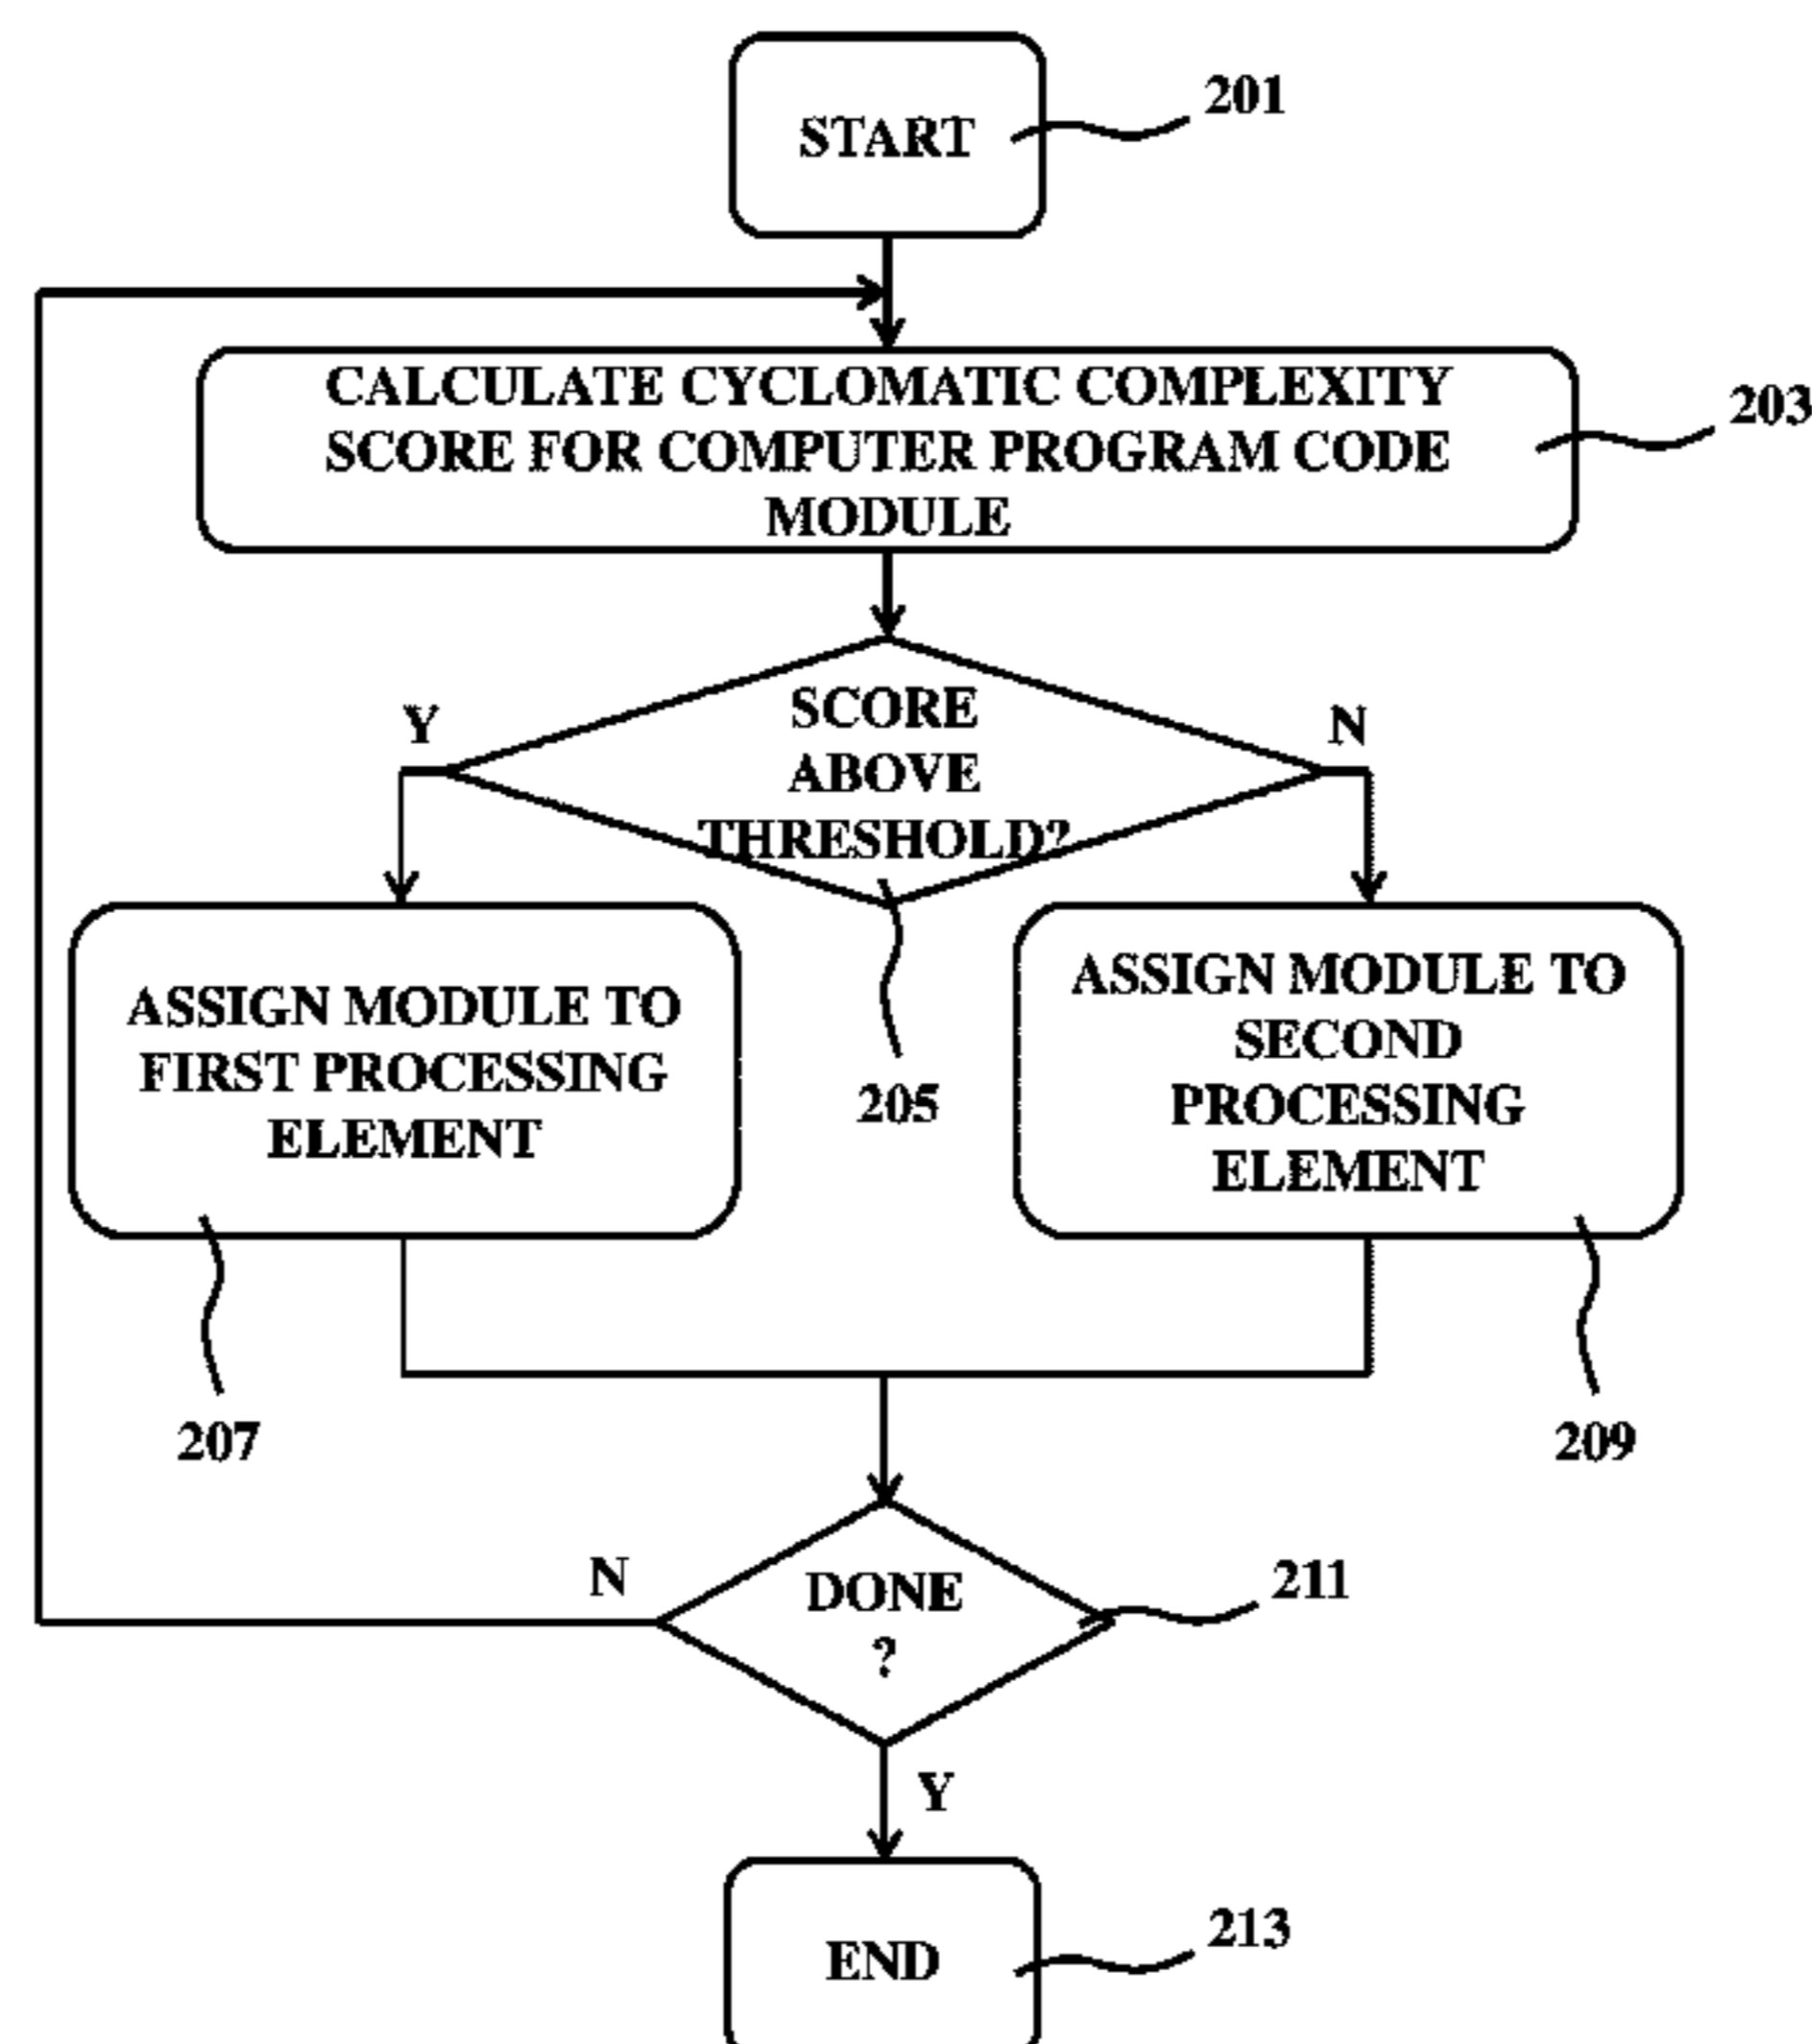 START
201
CALCULATE CYCLOMATIC COMPLEXITY
SCORE FOR COMPUTER PROGRAM CODE
MODULE
203
SCORE
ABOVE
THRESHOLD?
Y
N
205
ASSIGN MODULE TO
FIRST PROCESSING
ELEMENT
207
ASSIGN MODULE TO
SECOND
PROCESSING
ELEMENT
209
DONE
?
N
211
Y
END
213